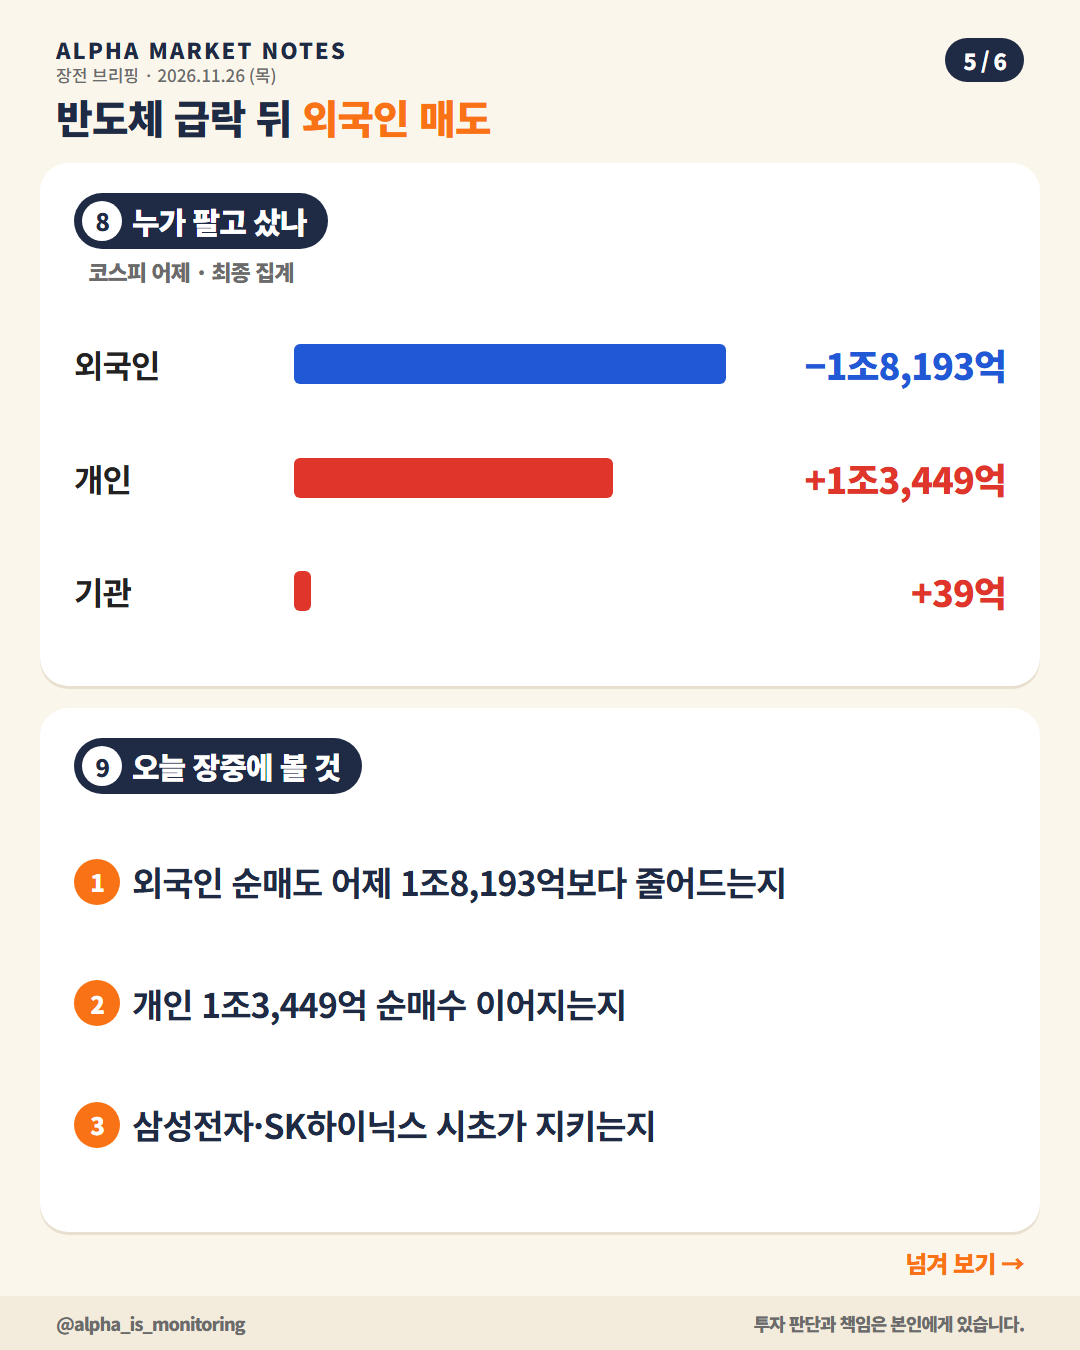 ALPHA MARKET NOTES
장전 브리핑 · 2026.11.26 (목)
5 / 6
반도체 급락 뒤 외국인 매도
8 누가 팔고 샀나
코스피 어제 · 최종 집계
외국인 −1조8,193억
개인 +1조3,449억
기관 +39억
9 오늘 장중에 볼 것
1 외국인 순매도 어제 1조8,193억보다 줄어드는지
2 개인 1조3,449억 순매수 이어지는지
3 삼성전자·SK하이닉스 시초가 지키는지
넘겨 보기 →
@alpha_is_monitoring
투자 판단과 책임은 본인에게 있습니다.